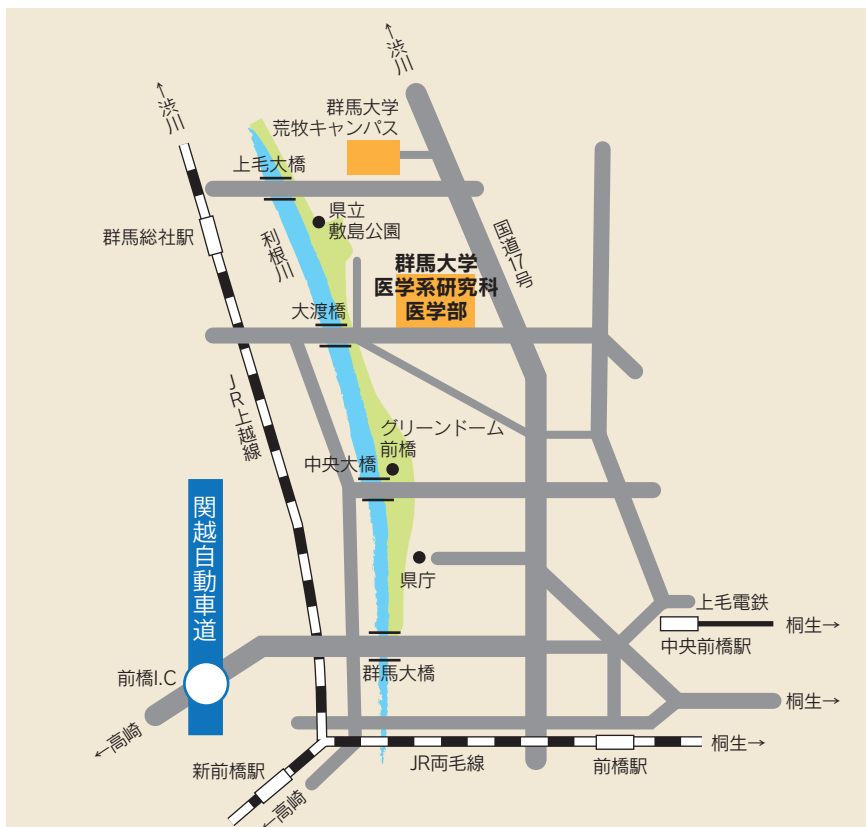 ←渋川
←渋川
群馬大学
荒牧キャンパス
上毛大橋
県立
敷島公園
群馬総社駅
利根川
国道17号
群馬大学
医学系研究科
医学部
大渡橋
JR上越線
グリーンドーム
前橋
中央大橋
関越自動車道
県庁
上毛電鉄
桐生→
中央前橋駅
群馬大橋
前橋I.C
桐生→
←高崎
桐生→
新前橋駅
JR両毛線
前橋駅
←高崎